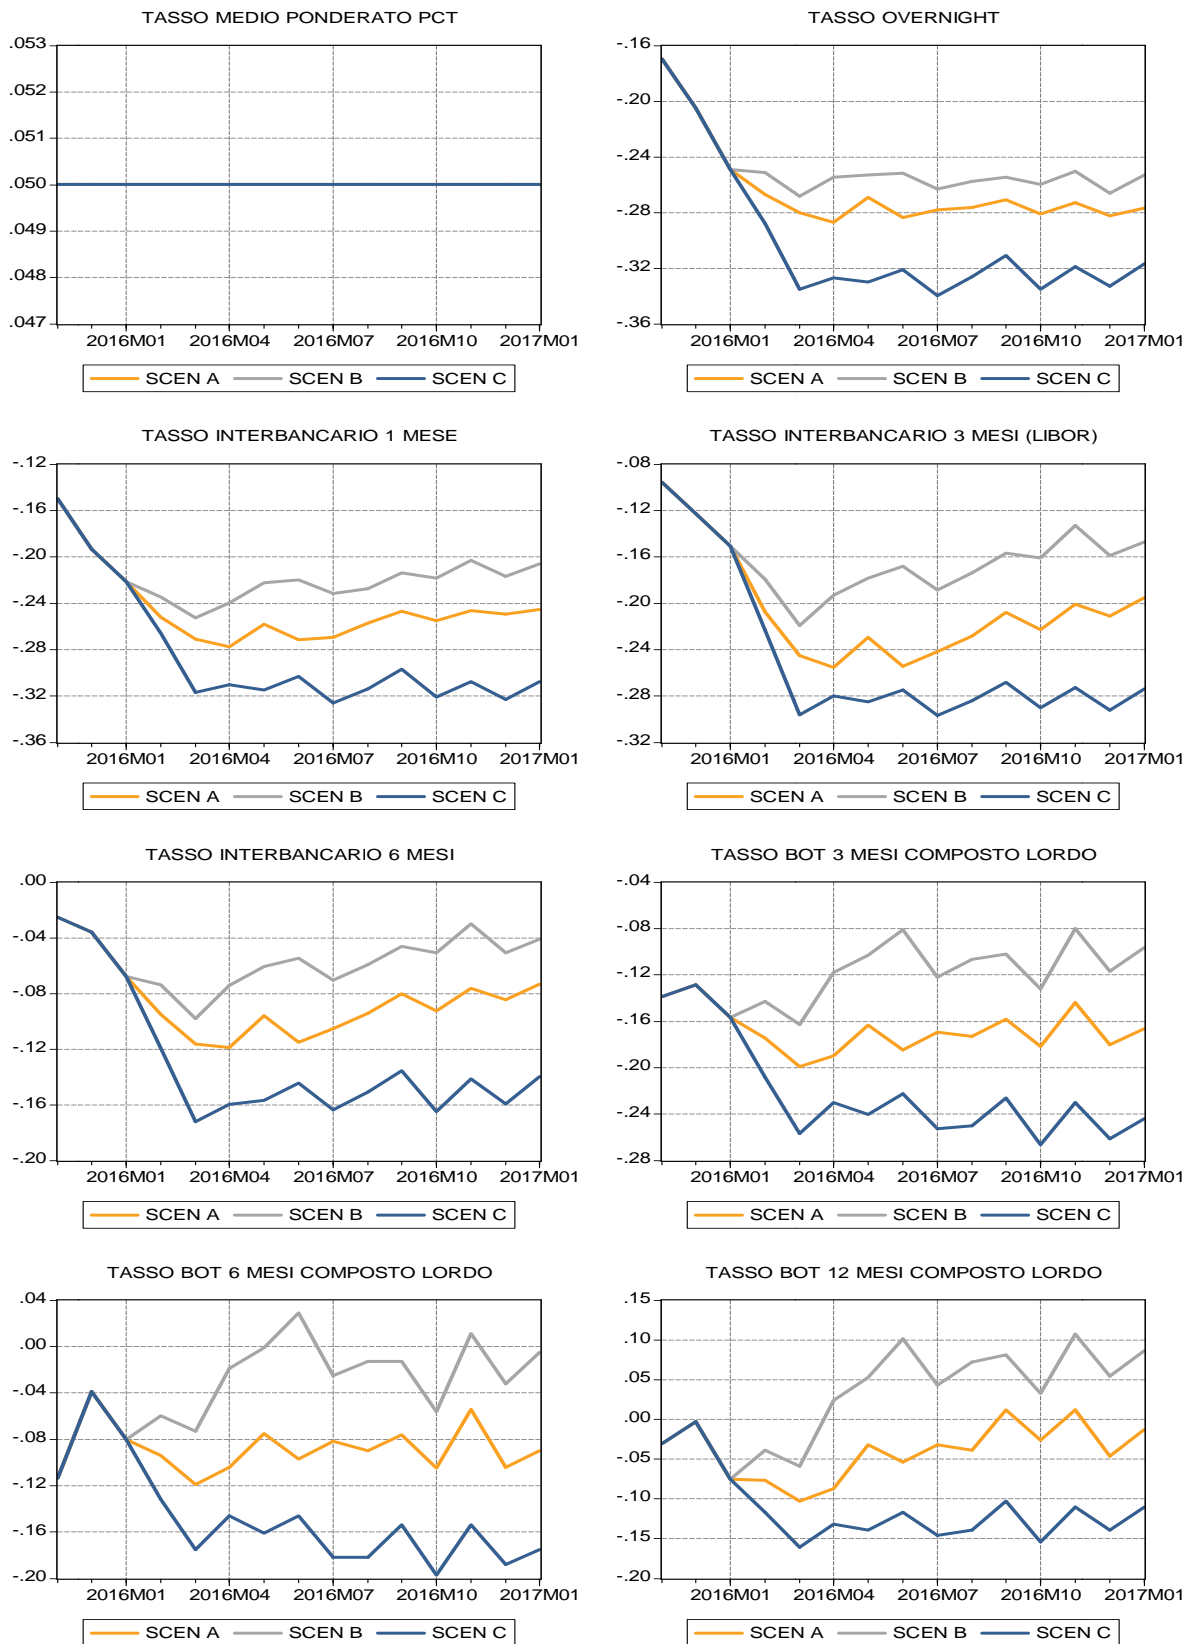 TASSO MEDIO PONDERATO PCT
.053
.052
.051
.050
.049
.048
.047
2016M01 2016M04 2016M07 2016M10 2017M01
SCEN A SCEN B SCEN C
TASSO OVERNIGHT
-.16
-.20
-.24
-.28
-.32
-.36
2016M01 2016M04 2016M07 2016M10 2017M01
SCEN A SCEN B SCEN C
TASSO INTERBANCARIO 1 MESE
-.12
-.16
-.20
-.24
-.28
-.32
-.36
2016M01 2016M04 2016M07 2016M10 2017M01
SCEN A SCEN B SCEN C
TASSO INTERBANCARIO 3 MESI (LIBOR)
-.08
-.12
-.16
-.20
-.24
-.28
-.32
2016M01 2016M04 2016M07 2016M10 2017M01
SCEN A SCEN B SCEN C
TASSO INTERBANCARIO 6 MESI
.00
-.04
-.08
-.12
-.16
-.20
2016M01 2016M04 2016M07 2016M10 2017M01
SCEN A SCEN B SCEN C
TASSO BOT 3 MESI COMPOSTO LORDO
-.04
-.08
-.12
-.16
-.20
-.24
-.28
2016M01 2016M04 2016M07 2016M10 2017M01
SCEN A SCEN B SCEN C
TASSO BOT 6 MESI COMPOSTO LORDO
.04
.00
-.04
-.08
-.12
-.16
-.20
2016M01 2016M04 2016M07 2016M10 2017M01
SCEN A SCEN B SCEN C
TASSO BOT 12 MESI COMPOSTO LORDO
.15
.10
.05
.00
-.05
-.10
-.15
-.20
2016M01 2016M04 2016M07 2016M10 2017M01
SCEN A SCEN B SCEN C